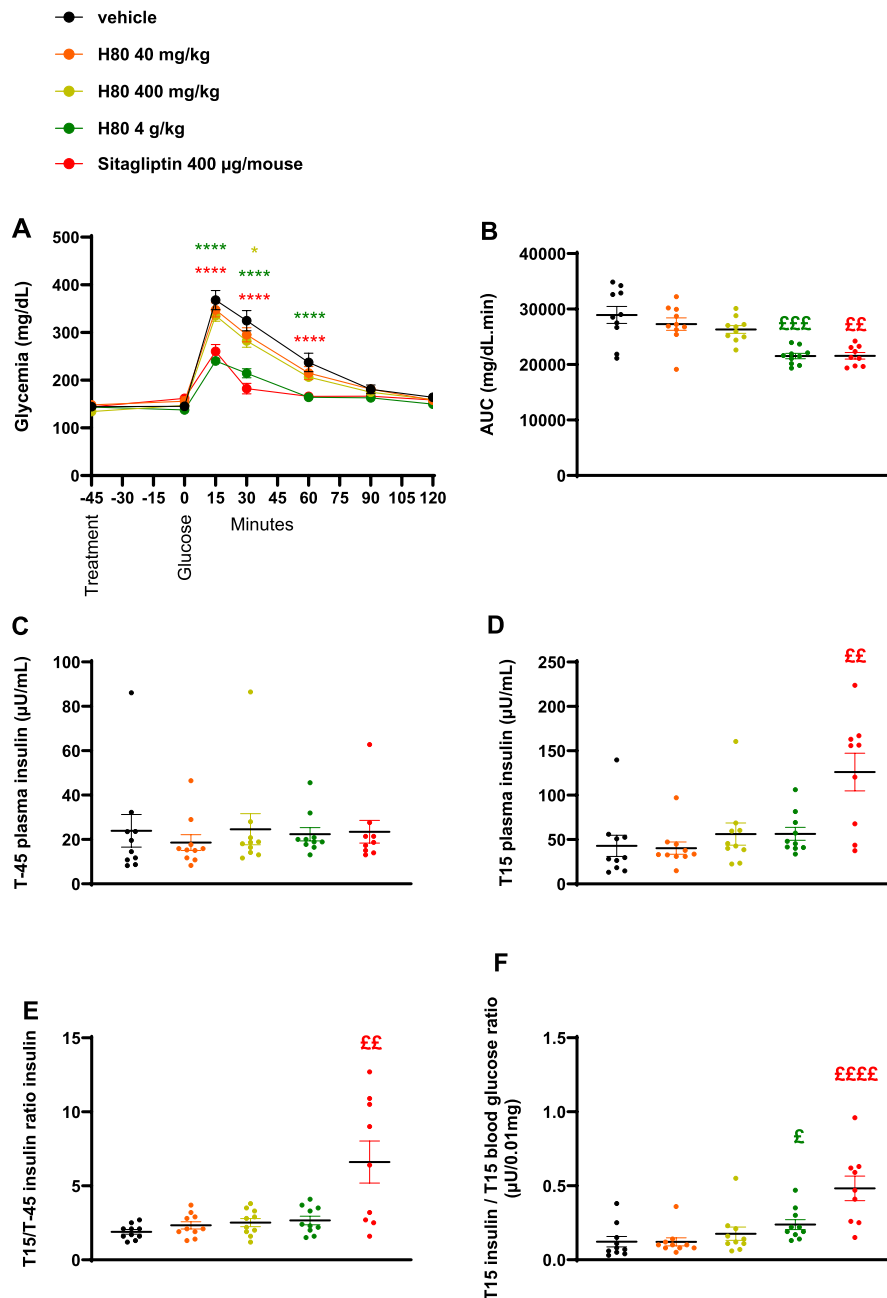 vehicle
H80 40 mg/kg
H80 400 mg/kg
H80 4 g/kg
Sitagliptin 400 µg/mouse
A
Glycemia (mg/dL)
500
400
300
200
100
0
****
****
*
****
****
****
****
-45 -30 -15 0 15 30 45 60 75 90 105 120
Treatment
Glucose
Minutes
B
AUC (mg/dL.min)
40000
30000
20000
10000
0
£££
££
C
T-45 plasma insulin (µU/mL)
100
80
60
40
20
0
D
T15 plasma insulin (µU/mL)
250
200
150
100
50
0
££
E
T15/T-45 insulin ratio insulin
15
10
5
0
££
F
T15 insulin / T15 blood glucose ratio
(µU/0.01mg)
1.5
1.0
0.5
0.0
£
££££